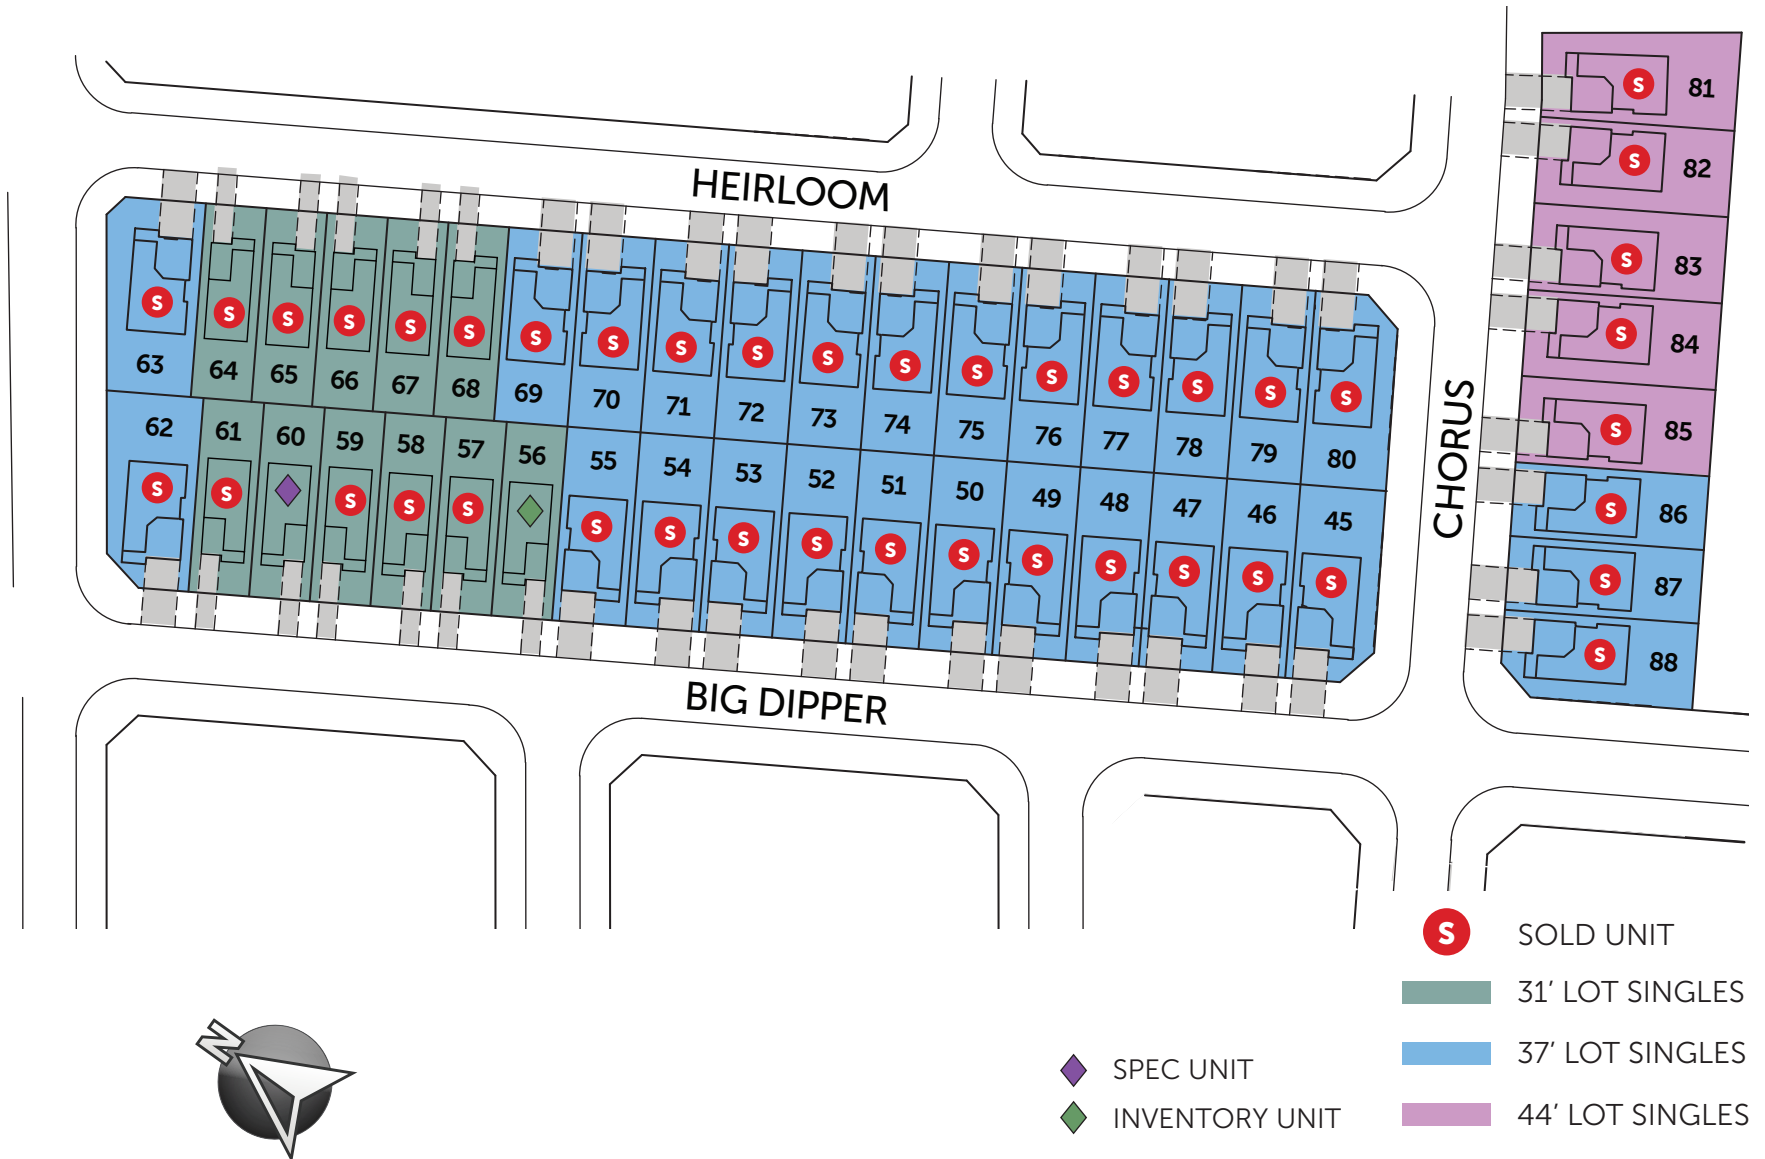 HEIRLOOM
S S S S S S S S S S S S S S S S S S
63 64 65 66 67 68 69 70 71 72 73 74 75 76 77 78 79 80
62 61 60 59 58 57 56 55 54 53 52 51 50 49 48 47 46 45
S S S S S S S S S S S S S S S S
BIG DIPPER
CHORUS
S 81
S 82
S 83
S 84
S 85
S 86
S 87
S 88
N
S SOLD UNIT
31' LOT SINGLES
37' LOT SINGLES
44' LOT SINGLES
SPEC UNIT
INVENTORY UNIT